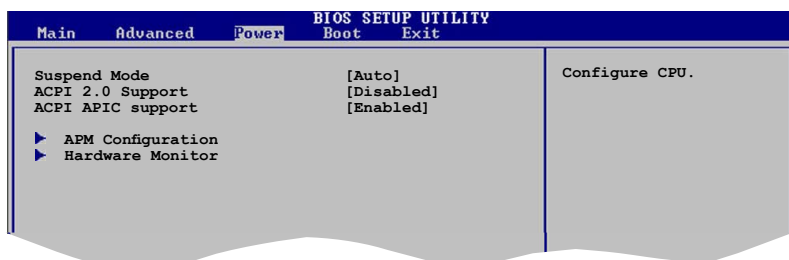 BIOS SETUP UTILITY
Main Advanced Power Boot Exit
Suspend Mode [Auto]
ACPI 2.0 Support [Disabled]
ACPI APIC support [Enabled]
APM Configuration
Hardware Monitor
Configure CPU.